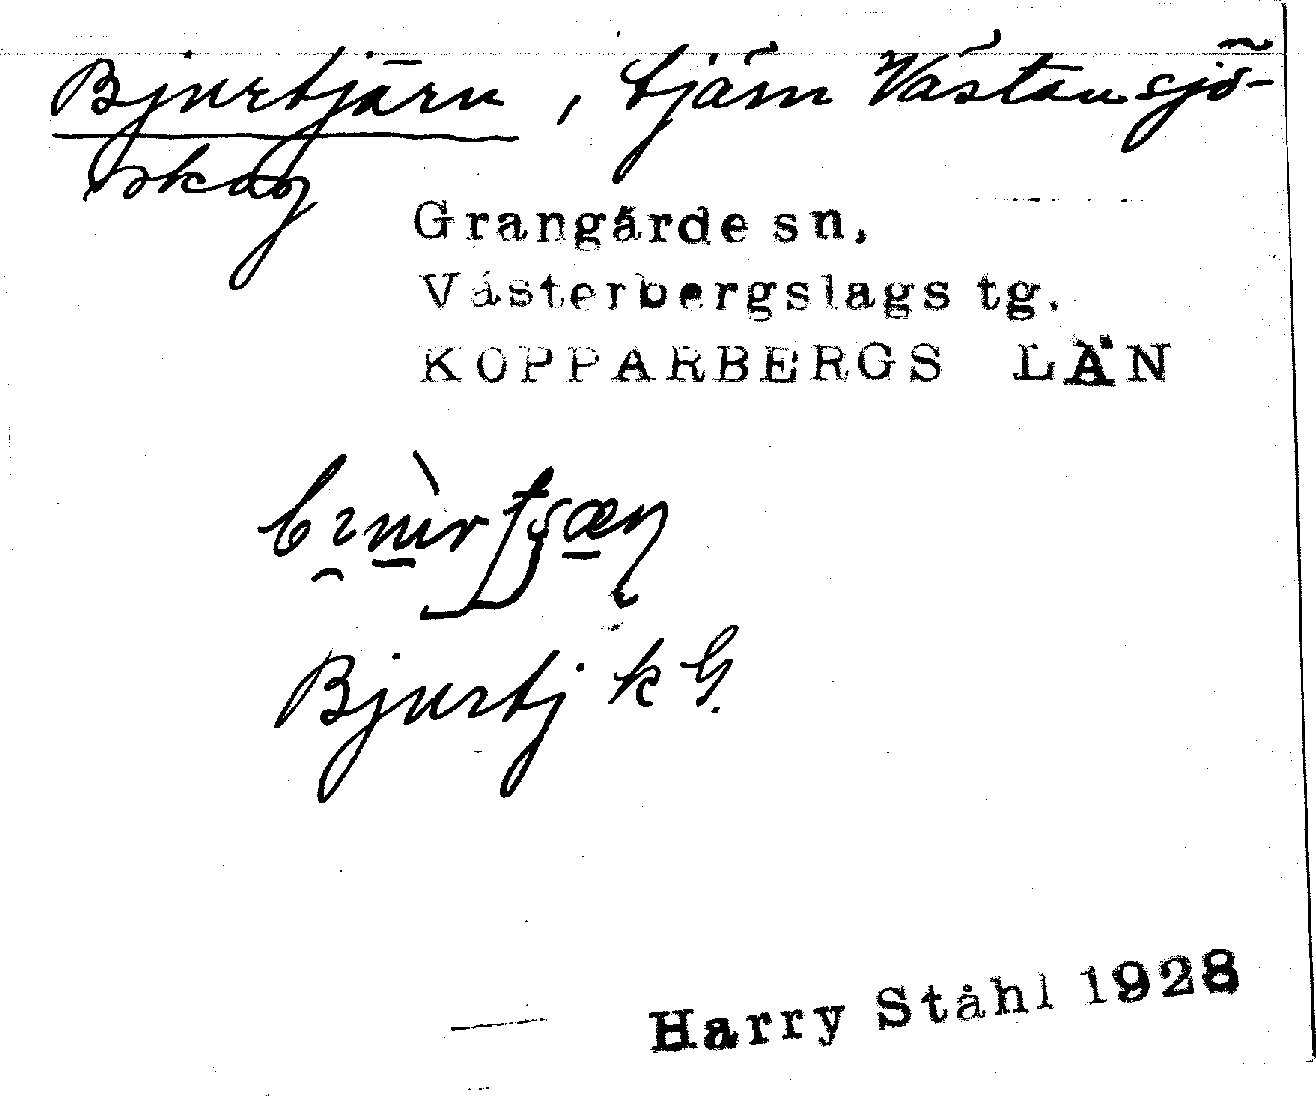 Bjurtjärn, tjärn Västansjö-
skog
Grangärde sn.
Västerbergslags tg.
KOPPARBERGS LÄN
Bjurtj k G.
Harry Ståhl 1928